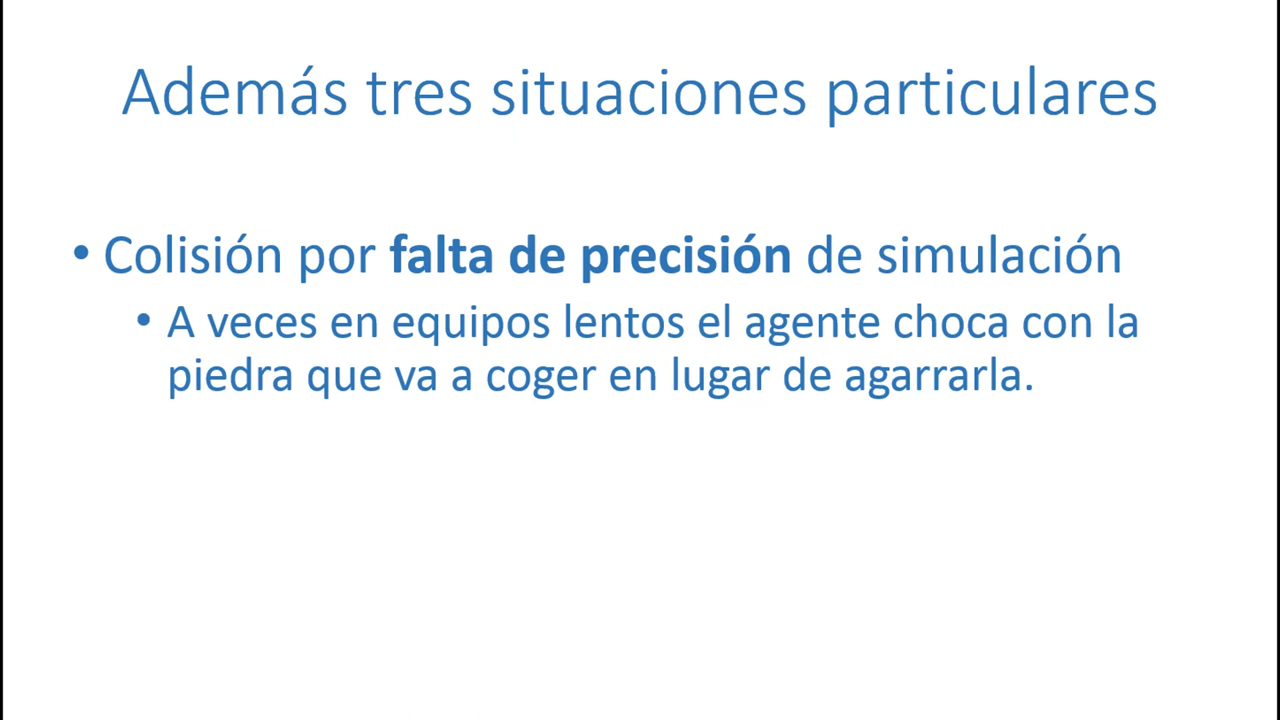 Además tres situaciones particulares
• Colisión por falta de precisión de simulación
• A veces en equipos lentos el agente choca con la
piedra que va a coger en lugar de agarrarla.